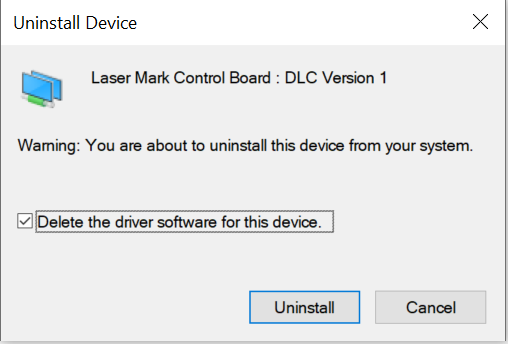 Uninstall Device
Laser Mark Control Board : DLC Version 1
Warning: You are about to uninstall this device from your system.
Delete the driver software for this device.
Uninstall
Cancel